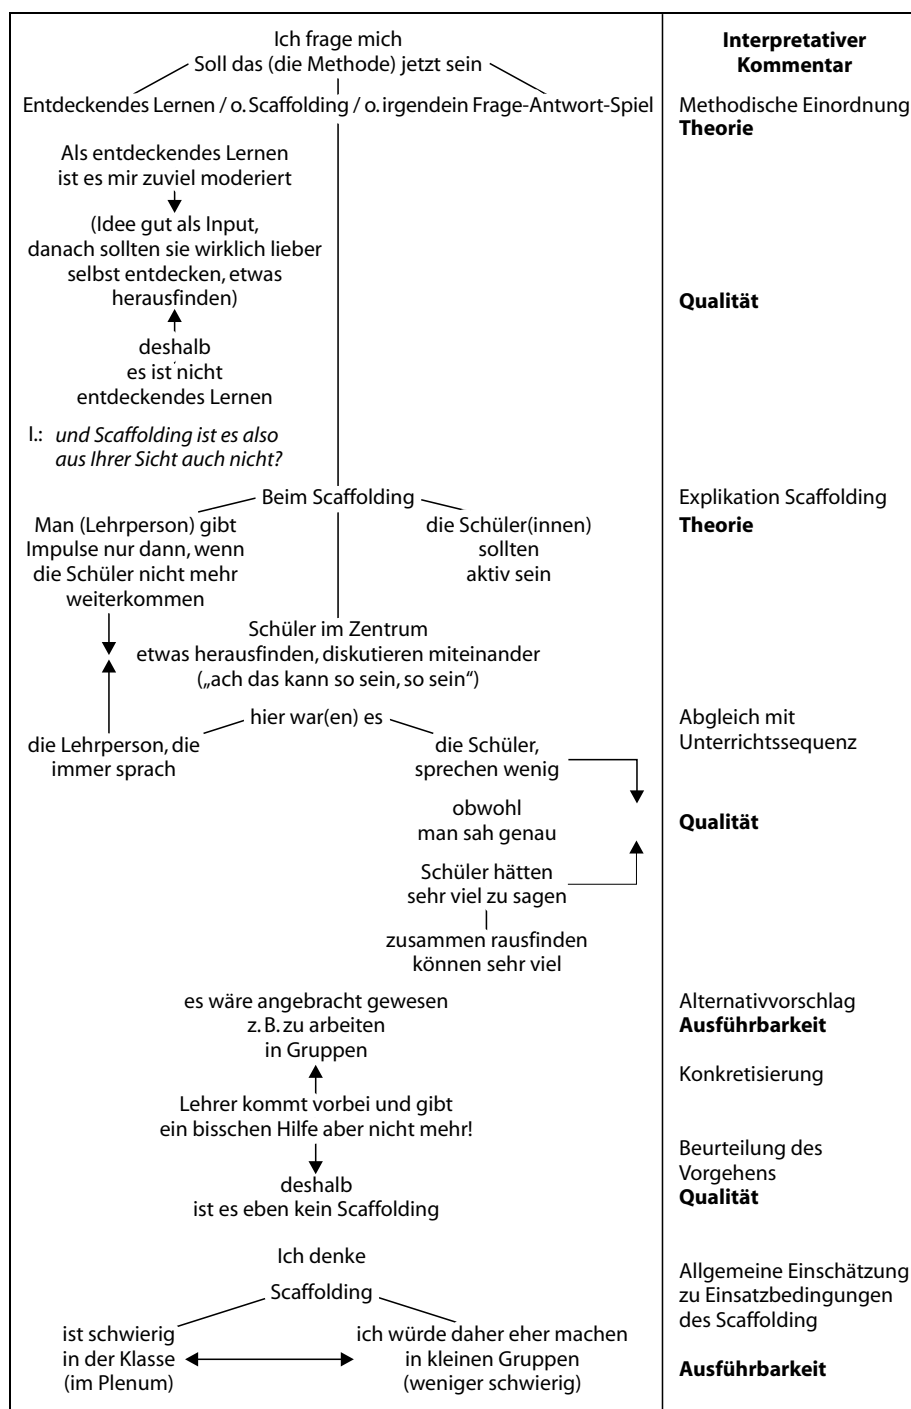 Ich frage mich
Soll das (die Methode) jetzt sein
Entdeckendes Lernen / o. Scaffolding / o. irgendein Frage-Antwort-Spiel
Als entdeckendes Lernen
ist es mir zuviel moderiert
(Idee gut als Input,
danach sollten sie wirklich lieber
selbst entdecken, etwas
herausfinden)
deshalb
es ist nicht
entdeckendes Lernen
I.: und Scaffolding ist es also
aus Ihrer Sicht auch nicht?
Beim Scaffolding
Man (Lehrperson) gibt
Impulse nur dann, wenn
die Schüler nicht mehr
weiterkommen
die Schüler(innen)
sollten
aktiv sein
Schüler im Zentrum
etwas herausfinden, diskutieren miteinander
(„ach das kann so sein, so sein“)
hier war(en) es
die Lehrperson, die
immer sprach
die Schüler,
sprechen wenig
obwohl
man sah genau
Schüler hätten
sehr viel zu sagen
zusammen rausfinden
können sehr viel
es wäre angebracht gewesen
z. B. zu arbeiten
in Gruppen
Lehrer kommt vorbei und gibt
ein bisschen Hilfe aber nicht mehr!
deshalb
ist es eben kein Scaffolding
Ich denke
Scaffolding
ist schwierig
in der Klasse
(im Plenum)
ich würde daher eher machen
in kleinen Gruppen
(weniger schwierig)
Interpretativer
Kommentar
Methodische Einordnung
Theorie
Qualität
Explikation Scaffolding
Theorie
Abgleich mit
Unterrichtssequenz
Qualität
Alternativvorschlag
Ausführbarkeit
Konkretisierung
Beurteilung des
Vorgehens
Qualität
Allgemeine Einschätzung
zu Einsatzbedingungen
des Scaffolding
Ausführbarkeit